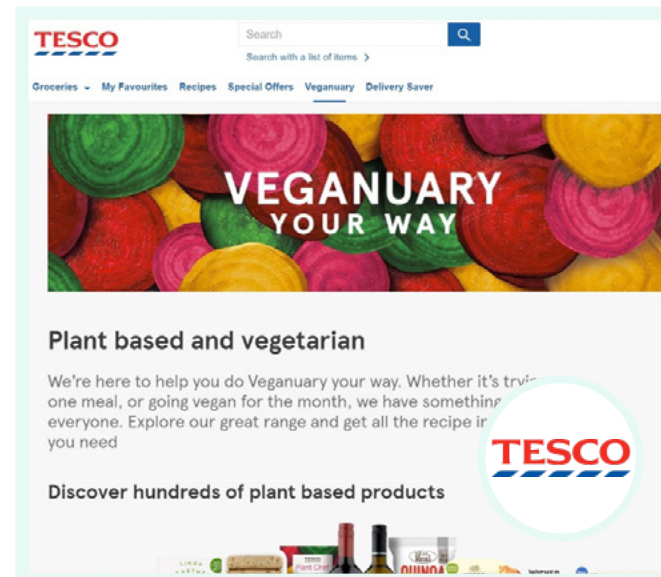 TESCO
Search
Search with a list of items >
Groceries My Favourites Recipes Special Offers Veganuary Delivery Saver
VEGANUARY
YOUR WAY
Plant based and vegetarian
We're here to help you do Veganuary your way. Whether it's trying
one meal, or going vegan for the month, we have something
everyone. Explore our great range and get all the recipe
you need
TESCO
Discover hundreds of plant based products
LINDA
TESCO
Plant Chef
Real
QUINOA